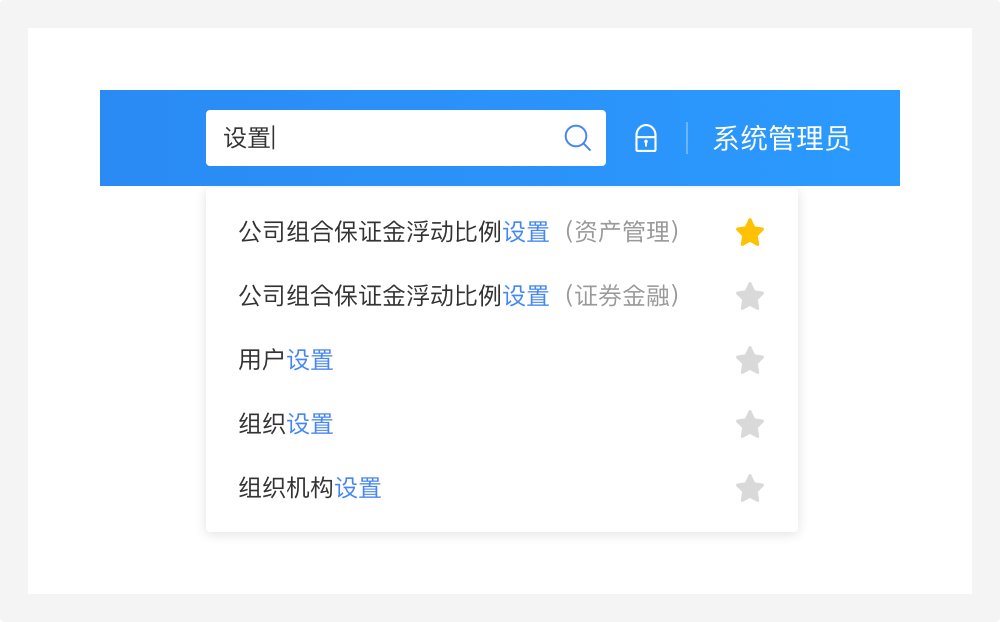 设置
系统管理员
公司组合保证金浮动比例设置（资产管理）
公司组合保证金浮动比例设置（证券金融）
用户设置
组织设置
组织机构设置